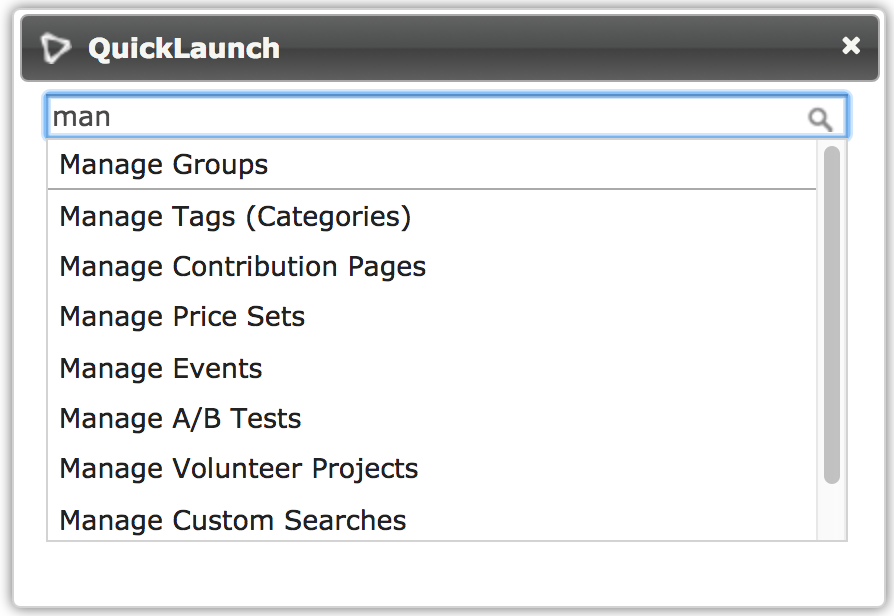 QuickLaunch
man
Manage Groups
Manage Tags (Categories)
Manage Contribution Pages
Manage Price Sets
Manage Events
Manage A/B Tests
Manage Volunteer Projects
Manage Custom Searches